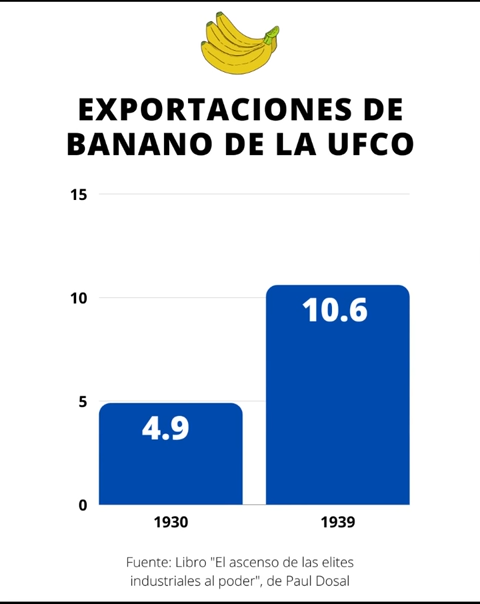 EXPORTACIONES DE
BANANO DE LA UFCO
15
10
5
0
4.9
10.6
1930
1939
Fuente: Libro "El ascenso de las elites
industriales al poder", de Paul Dosal